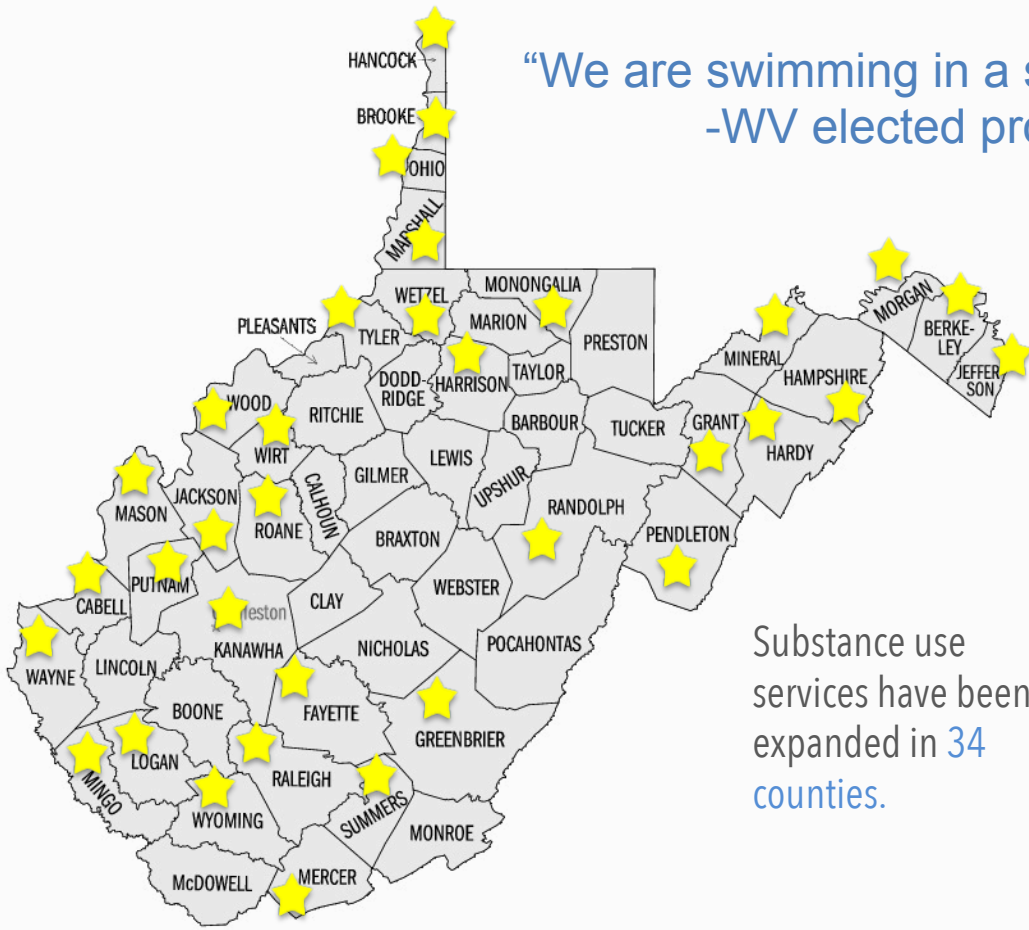 “We are swimming in a s
-WV elected pro
HANCOCK
BROOKE
OHIO
MARSHALL
WETZEL
MONONGALIA
MORGAN
PLEASANTS
TYLER
MARION
PRESTON
BERKE-
LEY
MINERAL
JEFFER
SON
HAMPSHIRE
DODD-
RIDGE
HARRISON
TAYLOR
WOOD
RITCHIE
BARBOUR
TUCKER
GRANT
HARDY
WIRT
LEWIS
GILMER
UPSHUR
CALHOUN
JACKSON
RANDOLPH
MASON
ROANE
PENDLETON
BRAXTON
PUTNAM
WEBSTER
CABELL
CLAY
leston
KANAWHA
NICHOLAS
POCAHONTAS
WAYNE
LINCOLN
BOONE
FAYETTE
GREENBRIER
LOGAN
RALEIGH
MINGO
SUMMERS
WYOMING
MONROE
McDOWELL
MERCER
Substance use
services have been
expanded in 34
counties.